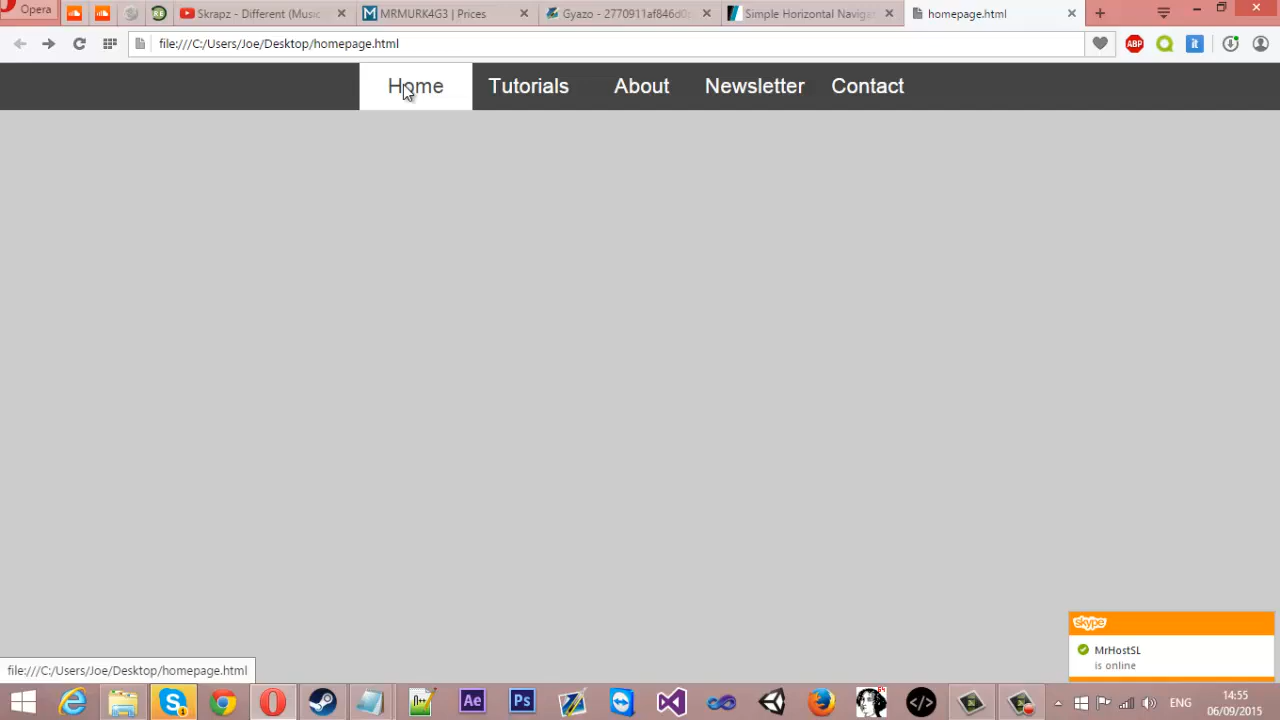 Opera
Skrapz - Different (Music
MRMURK4G3 | Prices
Gyazo - 2770911af846d0
Simple Horizontal Naviga
homepage.html
file:///C:/Users/Joe/Desktop/homepage.html
ABP
Home Tutorials About Newsletter Contact
skype
MrHostSL
is online
file:///C:/Users/Joe/Desktop/homepage.html
14:55
ENG
06/09/2015